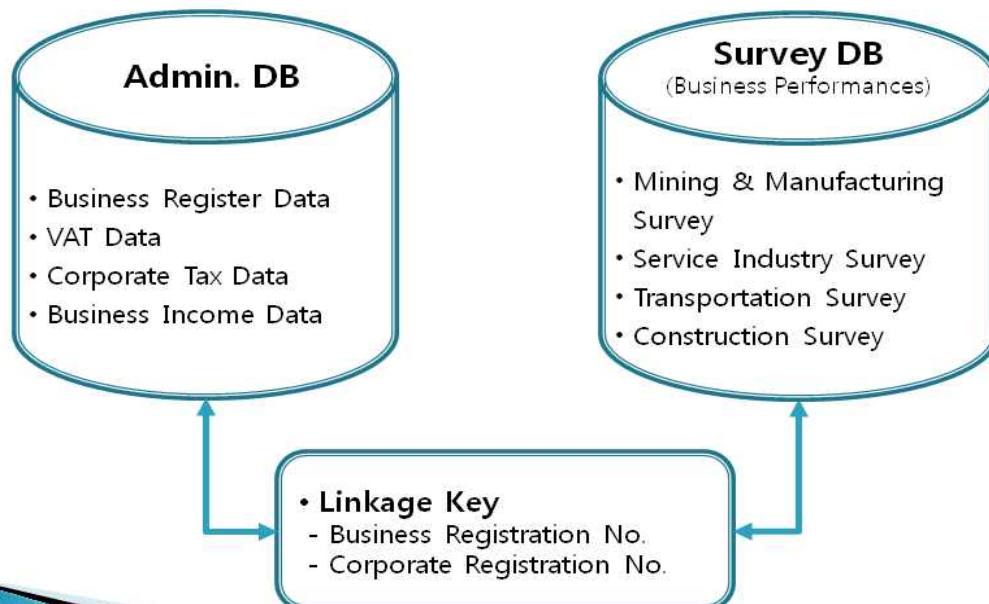 Admin. DB
• Business Register Data
• VAT Data
• Corporate Tax Data
• Business Income Data
Survey DB
(Business Performances)
• Mining & Manufacturing
Survey
• Service Industry Survey
• Transportation Survey
• Construction Survey
• Linkage Key
- Business Registration No.
- Corporate Registration No.